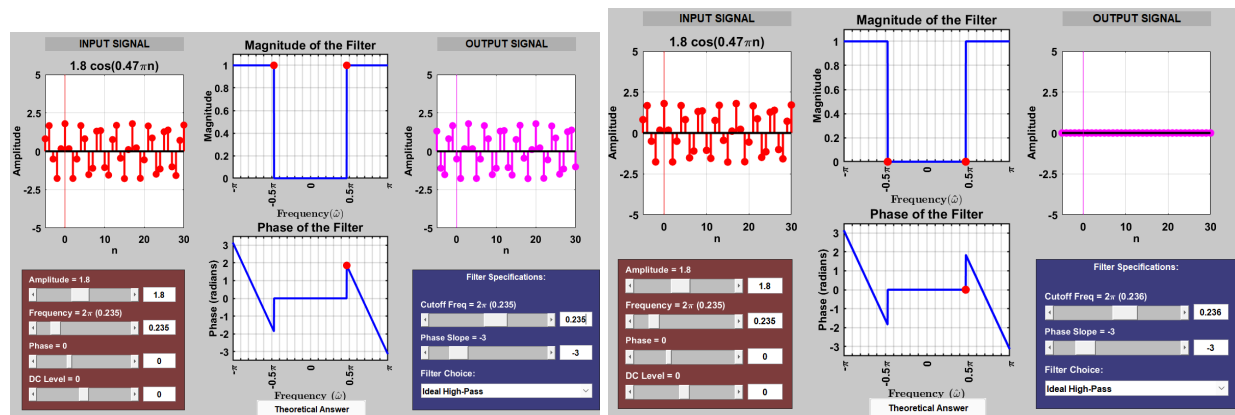 INPUT SIGNAL
1.8 cos(0.47πn)
Amplitude
5
2.5
0
-2.5
-5
0
10
20
30
n
Magnitude of the Filter
Magnitude
1
0.8
0.6
0.4
0.2
0
-π
-0.5π
0
0.5π
π
Frequency(ω̂)
Phase of the Filter
Phase (radians)
3
2
1
0
-1
-2
-3
-π
-0.5π
0
0.5π
π
Frequency (ω̂)
Theoretical Answer
OUTPUT SIGNAL
Amplitude
5
2.5
0
-2.5
-5
0
10
20
30
n
Amplitude = 1.8
1.8
Frequency = 2π (0.235)
0.235
Phase = 0
0
DC Level = 0
0
Filter Specifications:
Cutoff Freq = 2π (0.235)
0.235
Phase Slope = -3
-3
Filter Choice:
Ideal High-Pass
INPUT SIGNAL
1.8 cos(0.47πn)
Amplitude
5
2.5
0
-2.5
-5
0
10
20
30
n
Magnitude of the Filter
Magnitude
1
0.8
0.6
0.4
0.2
0
-π
-0.5π
0
0.5π
π
Frequency(ω̂)
Phase of the Filter
Phase (radians)
3
2
1
0
-1
-2
-3
-π
-0.5π
0
0.5π
π
Frequency (ω̂)
Theoretical Answer
OUTPUT SIGNAL
Amplitude
5
2.5
0
-2.5
-5
0
10
20
30
n
Amplitude = 1.8
1.8
Frequency = 2π (0.235)
0.235
Phase = 0
0
DC Level = 0
0
Filter Specifications:
Cutoff Freq = 2π (0.236)
0.236
Phase Slope = -3
-3
Filter Choice:
Ideal High-Pass